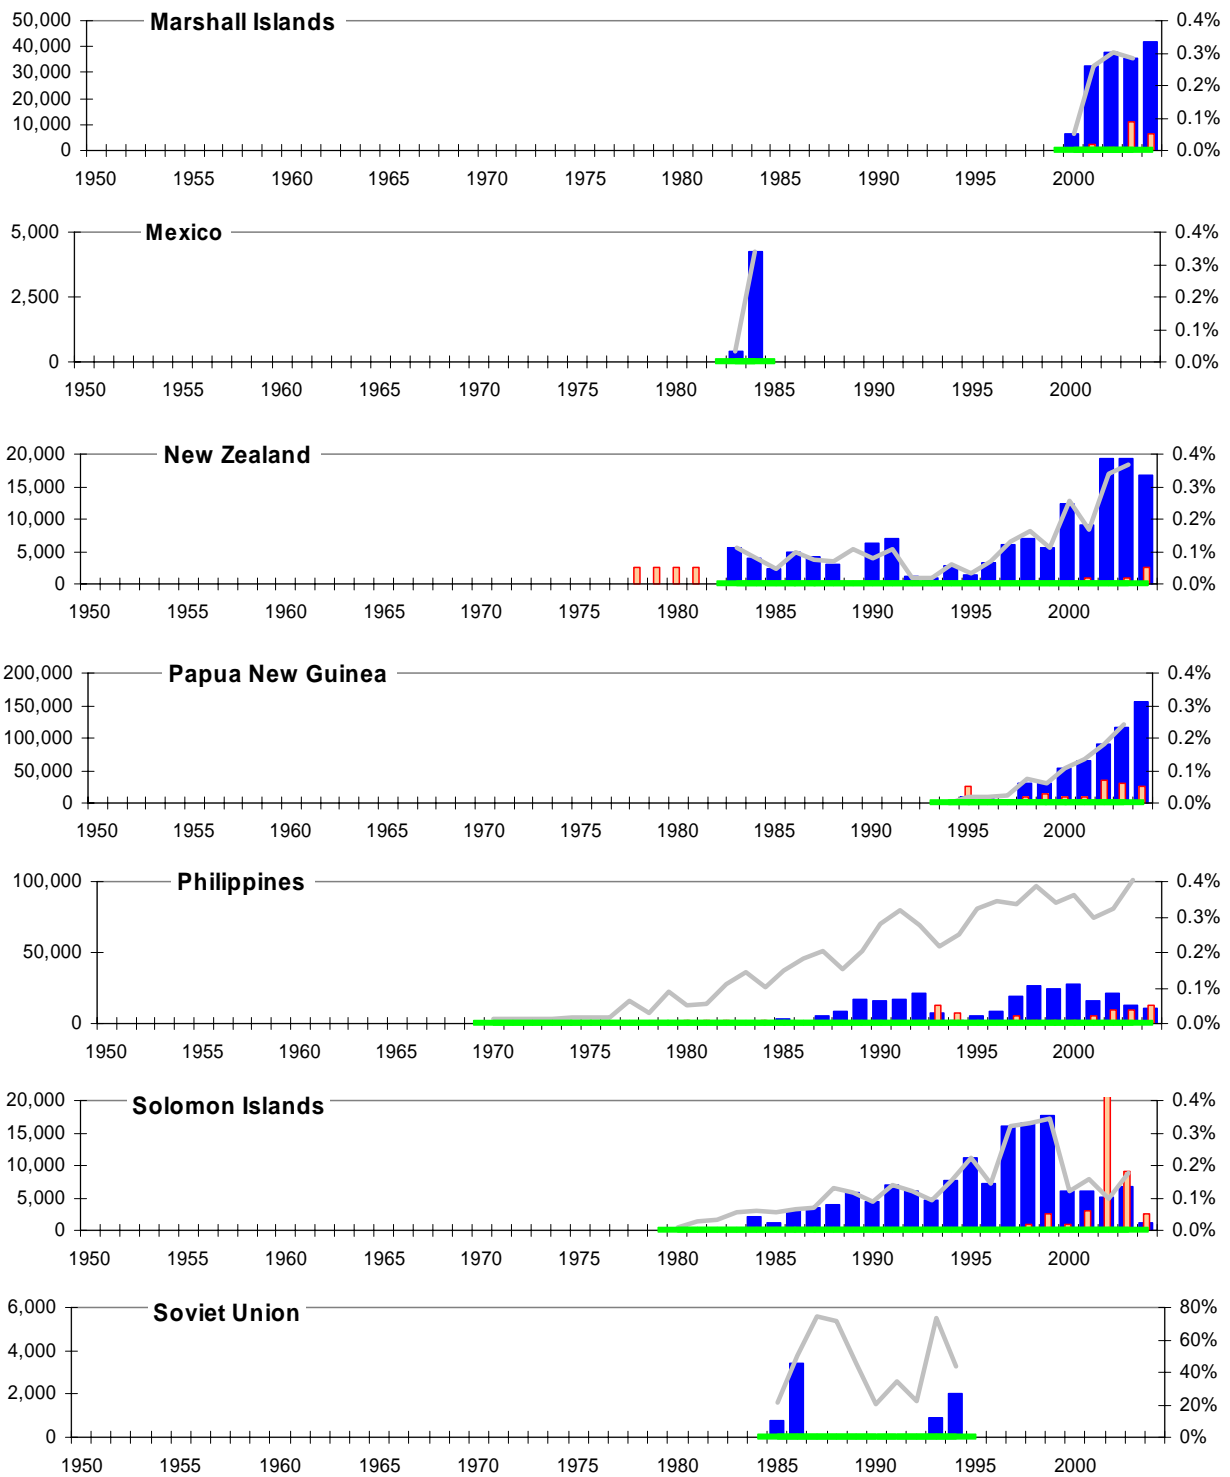 Marshall Islands
50,000 0.4%
40,000
0.3%
30,000
0.2%
20,000
10,000 0.1%
0 0.0%
1950 1955 1960 1965 1970 1975 1980 1985 1990 1995 2000
Mexico
5,000 0.4%
0.3%
2,500 0.2%
0.1%
0 0.0%
1950 1955 1960 1965 1970 1975 1980 1985 1990 1995 2000
New Zealand
20,000 0.4%
15,000 0.3%
10,000 0.2%
5,000 0.1%
0 0.0%
1950 1955 1960 1965 1970 1975 1980 1985 1990 1995 2000
Papua New Guinea
200,000 0.4%
150,000 0.3%
100,000 0.2%
50,000 0.1%
0 0.0%
1950 1955 1960 1965 1970 1975 1980 1985 1990 1995 2000
Philippines
100,000 0.4%
0.3%
50,000 0.2%
0.1%
0 0.0%
1950 1955 1960 1965 1970 1975 1980 1985 1990 1995 2000
Solomon Islands
20,000 0.4%
15,000 0.3%
10,000 0.2%
5,000 0.1%
0 0.0%
1950 1955 1960 1965 1970 1975 1980 1985 1990 1995 2000
Soviet Union
6,000 80%
60%
4,000
40%
2,000
20%
0 0%
1950 1955 1960 1965 1970 1975 1980 1985 1990 1995 2000